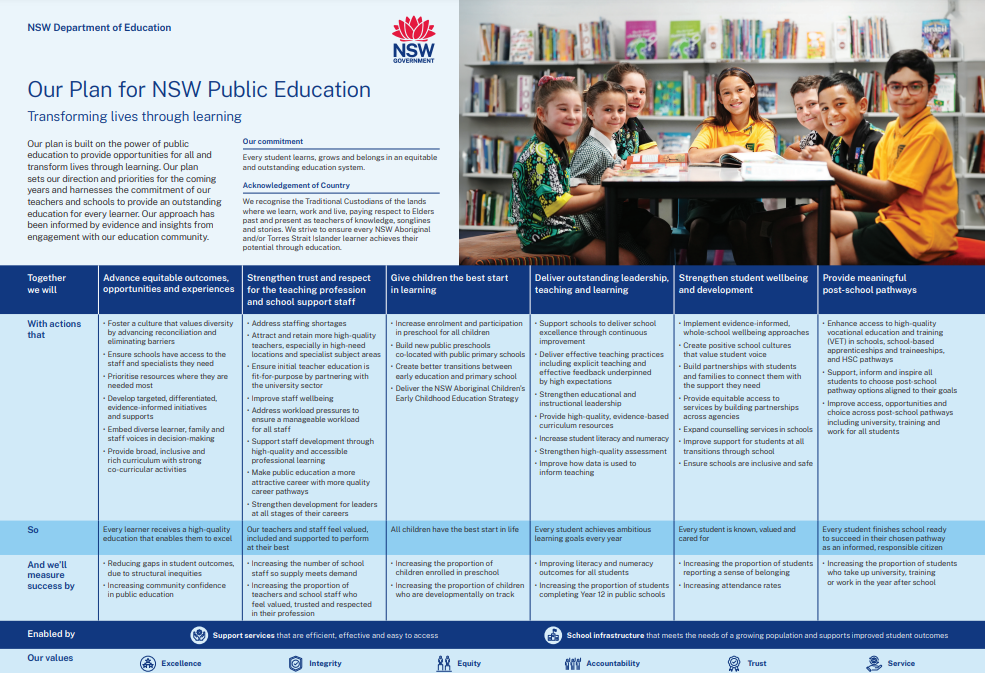 NSW Department of Education
NSW
GOVERNMENT
Our Plan for NSW Public Education
Transforming lives through learning
Our plan is built on the power of public
education to provide opportunities for all and
transform lives through learning. Our plan
sets our direction and priorities for the coming
years and harnesses the commitment of our
teachers and schools to provide an outstanding
education for every learner. Our approach has
been informed by evidence and insights from
engagement with our education community.
Our commitment
Every student learns, grows and belongs in an equitable
and outstanding education system.
Acknowledgement of Country
We recognise the Traditional Custodians of the lands
where we learn, work and live, paying respect to Elders
past and present as teachers of knowledge, songlines
and stories. We strive to ensure every NSW Aboriginal
and/or Torres Strait Islander learner achieves their
potential through education.
Together
we will
Advance equitable outcomes,
opportunities and experiences
Strengthen trust and respect
for the teaching profession
and school support staff
Give children the best start
in learning
Deliver outstanding leadership,
teaching and learning
Strengthen student wellbeing
and development
Provide meaningful
post-school pathways
With actions
that
• Foster a culture that values diversity
by advancing reconciliation and
eliminating barriers
• Ensure schools have access to the
staff and specialists they need
• Prioritise resources where they are
needed most
• Develop targeted, differentiated,
evidence-informed initiatives
and supports
• Embed diverse learner, family and
staff voices in decision-making
• Provide broad, inclusive and
rich curriculum with strong
co-curricular activities
• Address staffing shortages
• Attract and retain more high-quality
teachers, especially in high-need
locations and specialist subject areas
• Ensure initial teacher education is
fit-for-purpose by partnering with
the university sector
• Improve staff wellbeing
• Address workload pressures to
ensure a manageable workload
for all staff
• Support staff development through
high-quality and accessible
professional learning
• Make public education a more
attractive career with more quality
career pathways
• Strengthen development for leaders
at all stages of their careers
• Increase enrolment and participation
in preschool for all children
• Build new public preschools
co-located with public primary schools
• Create better transitions between
early education and primary school
• Deliver the NSW Aboriginal Children's
Early Childhood Education Strategy
• Support schools to deliver school
excellence through continuous
improvement
• Deliver effective teaching practices
including explicit teaching and
effective feedback underpinned
by high expectations
• Strengthen educational and
instructional leadership
• Provide high-quality, evidence-based
curriculum resources
• Increase student literacy and numeracy
• Strengthen high-quality assessment
• Improve how data is used to
inform teaching
• Implement evidence-informed,
whole-school wellbeing approaches
• Create positive school cultures
that value student voice
• Build partnerships with students
and families to connect them with
the support they need
• Provide equitable access to
services by building partnerships
across agencies
• Expand counselling services in schools
• Improve support for students at all
transitions through school
• Ensure schools are inclusive and safe
• Enhance access to high-quality
vocational education and training
(VET) in schools, school-based
apprenticeships and traineeships,
and HSC pathways
• Support, inform and inspire all
students to choose post-school
pathway options aligned to their goals
• Improve access, opportunities and
choice across post-school pathways
including university, training and
work for all students
So
Every learner receives a high-quality
education that enables them to excel
Our teachers and staff feel valued,
included and supported to perform
at their best
All children have the best start in life
Every student achieves ambitious
learning goals every year
Every student is known, valued and
cared for
Every student finishes school ready
to succeed in their chosen pathway
as an informed, responsible citizen
And we'll
measure
success by
• Reducing gaps in student outcomes,
due to structural inequities
• Increasing community confidence
in public education
• Increasing the number of school
staff so supply meets demand
• Increasing the proportion of
teachers and school staff who
feel valued, trusted and respected
in their profession
• Increasing the proportion of
children enrolled in preschool
• Increasing the proportion of children
who are developmentally on track
• Improving literacy and numeracy
outcomes for all students
• Increasing the proportion of students
completing Year 12 in public schools
• Increasing the proportion of students
reporting a sense of belonging
• Increasing attendance rates
• Increasing the proportion of students
who take up university, training
or work in the year after school
Enabled by
Support services that are efficient, effective and easy to access
School infrastructure that meets the needs of a growing population and supports improved student outcomes
Our values
Excellence
Integrity
Equity
Accountability
Trust
Service